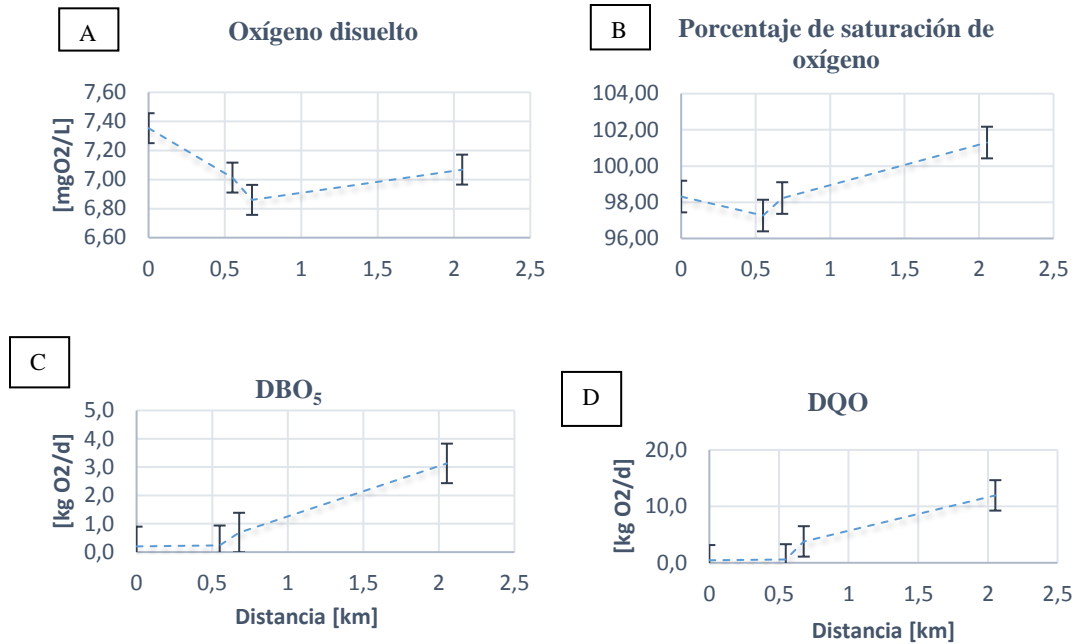 A
Oxígeno disuelto
[mgO2/L]
7,60
7,40
7,20
7,00
6,80
6,60
0 0,5 1 1,5 2 2,5
B
Porcentaje de saturación de
oxígeno
104,00
102,00
100,00
98,00
96,00
0 0,5 1 1,5 2 2,5
C
DBO₅
[kg O2/d]
5,0
4,0
3,0
2,0
1,0
0,0
0 0,5 1 1,5 2 2,5
Distancia [km]
D
DQO
[kg O2/d]
20,0
10,0
0,0
0 0,5 1 1,5 2 2,5
Distancia [km]